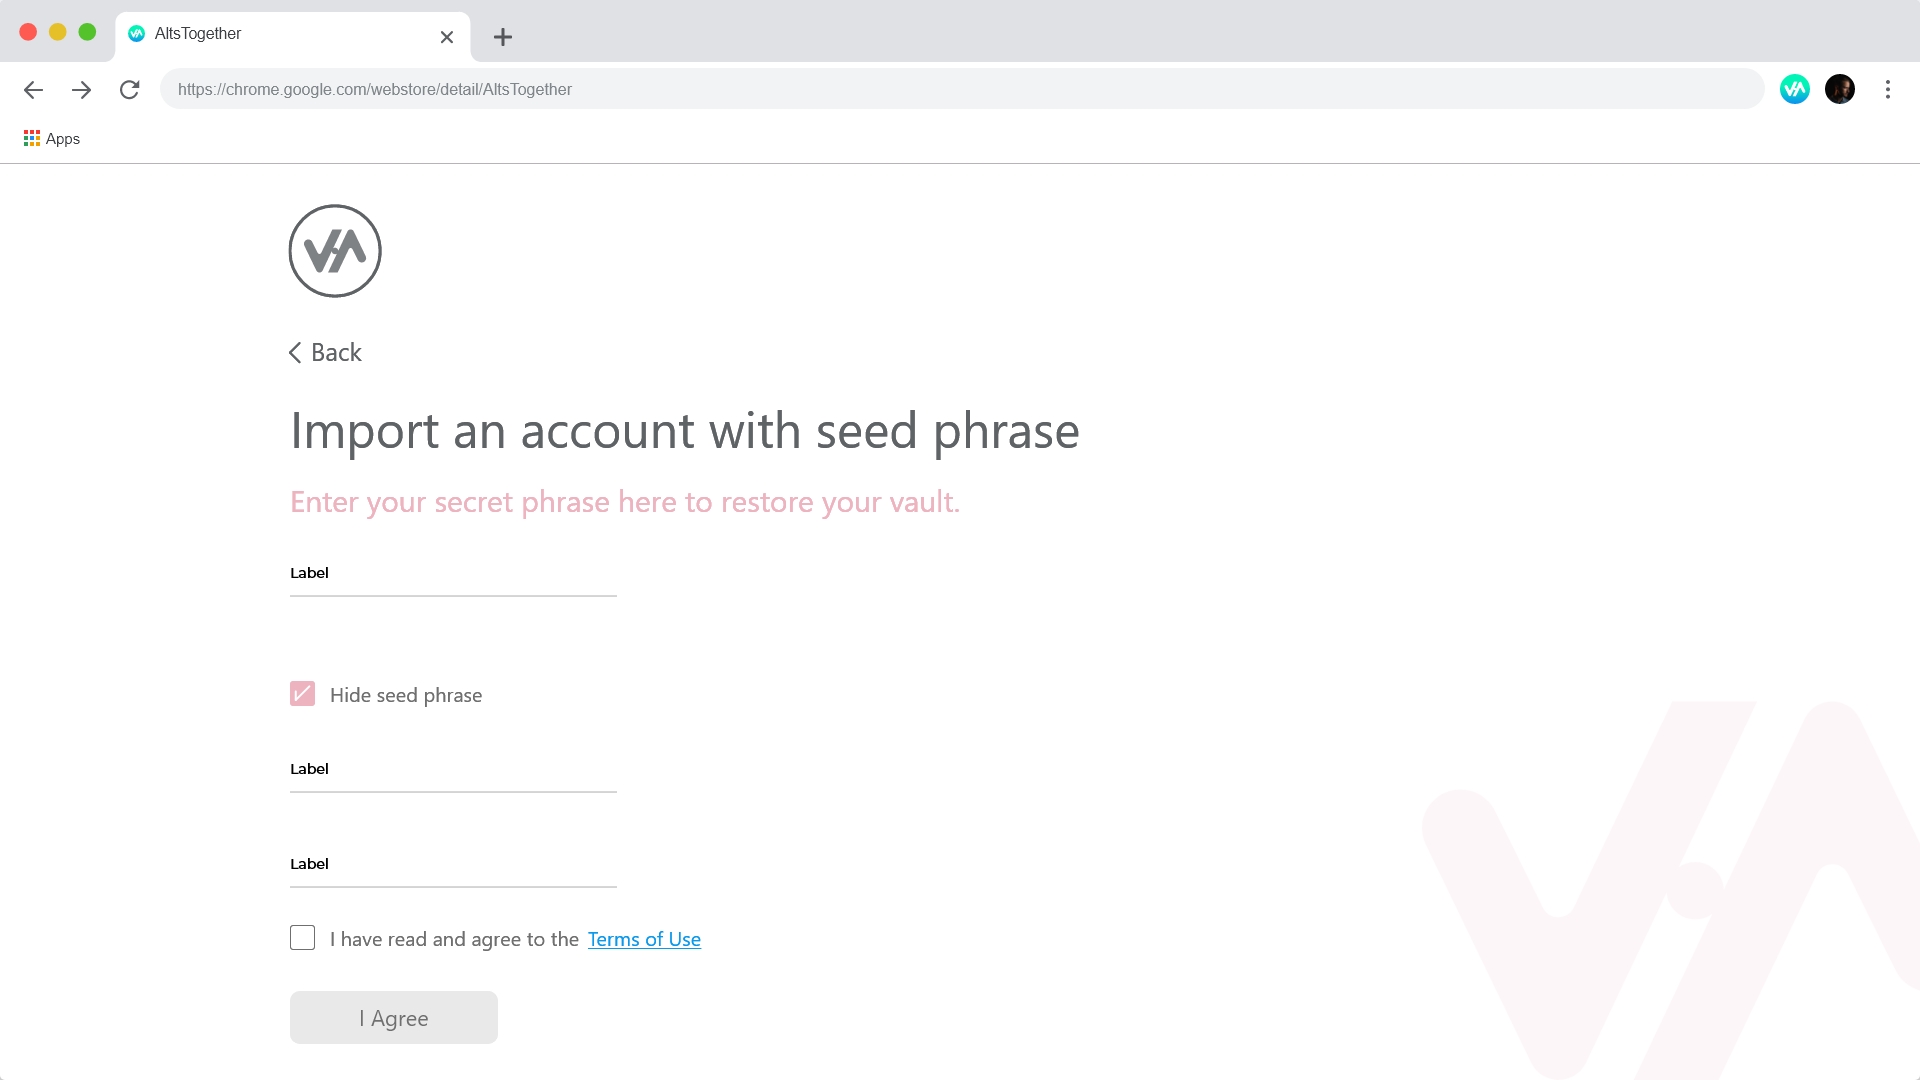 AltsTogether
https://chrome.google.com/webstore/detail/AltsTogether
Apps
Back
Import an account with seed phrase
Enter your secret phrase here to restore your vault.
Label
Hide seed phrase
Label
Label
I have read and agree to the Terms of Use
I Agree